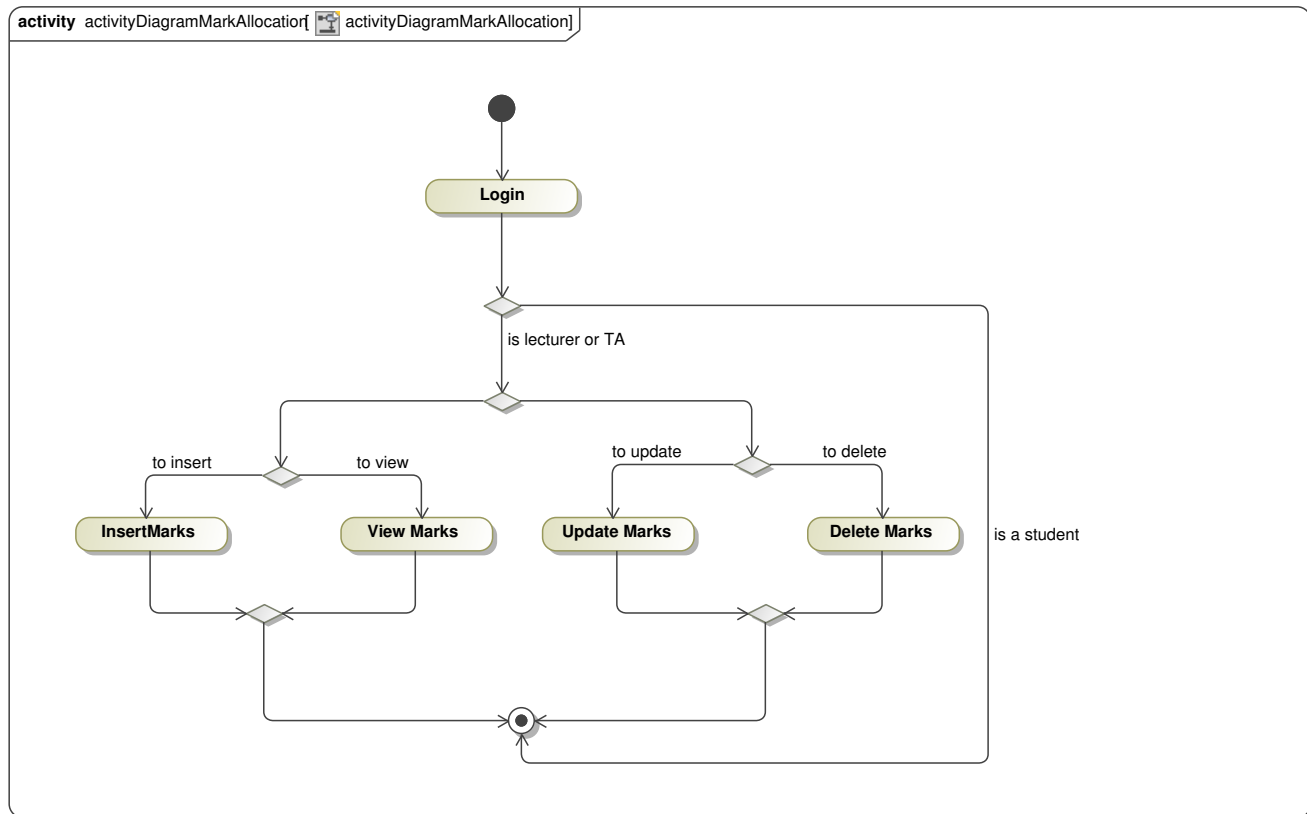 activity activityDiagramMarkAllocation[ activityDiagramMarkAllocation]
Login
is lecturer or TA
to insert
to view
to update
to delete
InsertMarks
View Marks
Update Marks
Delete Marks
is a student